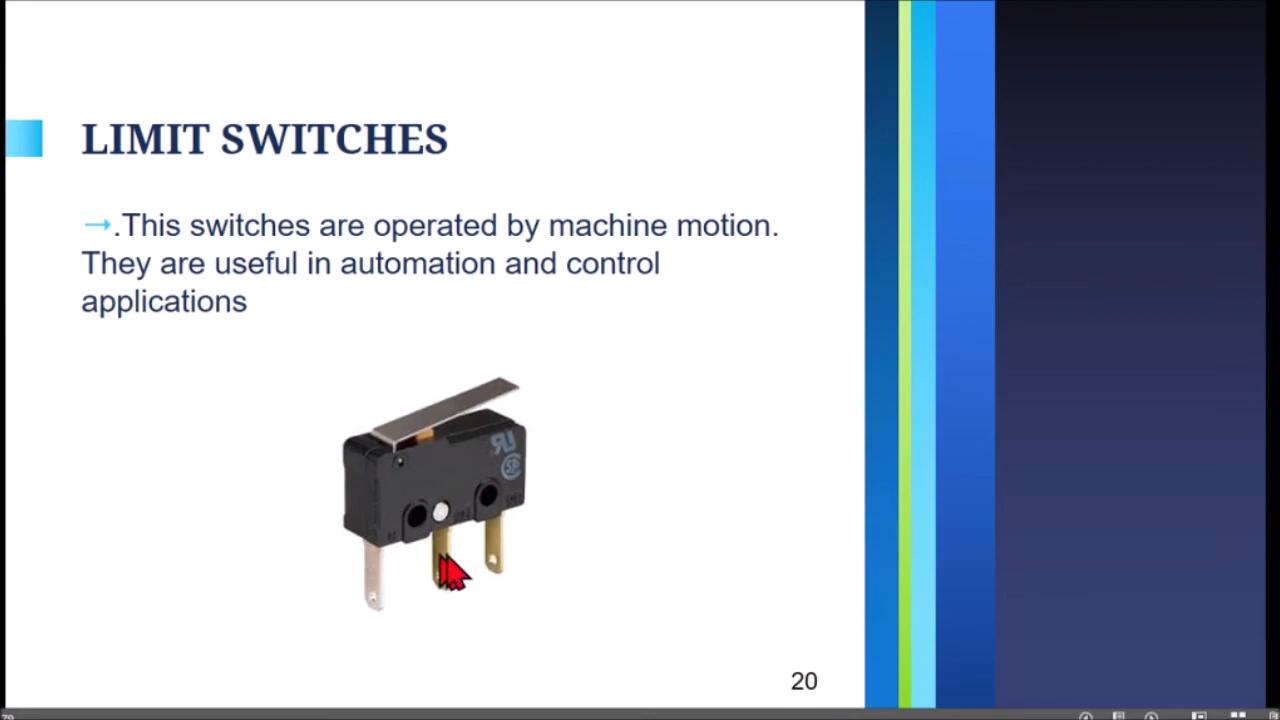 LIMIT SWITCHES
→.This switches are operated by machine motion.
They are useful in automation and control
applications
20